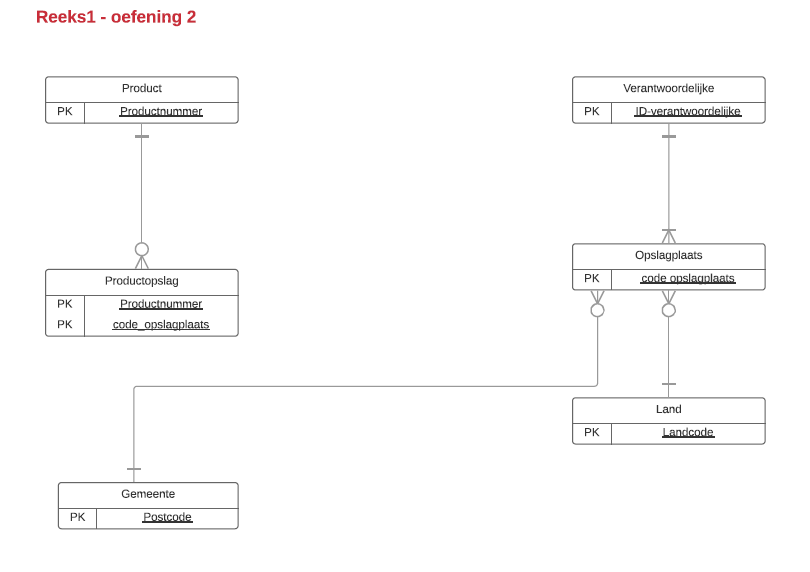 Reeks1 - oefening 2
Product
PK Productnummer
Verantwoordelijke
PK ID-verantwoordelijke
Productopslag
PK Productnummer
PK code_opslagplaats
Opslagplaats
PK code opslagplaats
Land
PK Landcode
Gemeente
PK Postcode